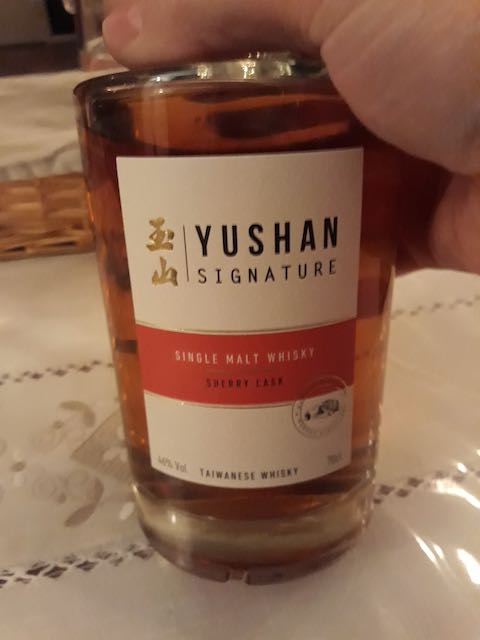 玉山
YUSHAN
SIGNATURE
SINGLE MALT WHISKY
SHERRY CASK
46% Vol.
TAIWANESE WHISKY
70cl